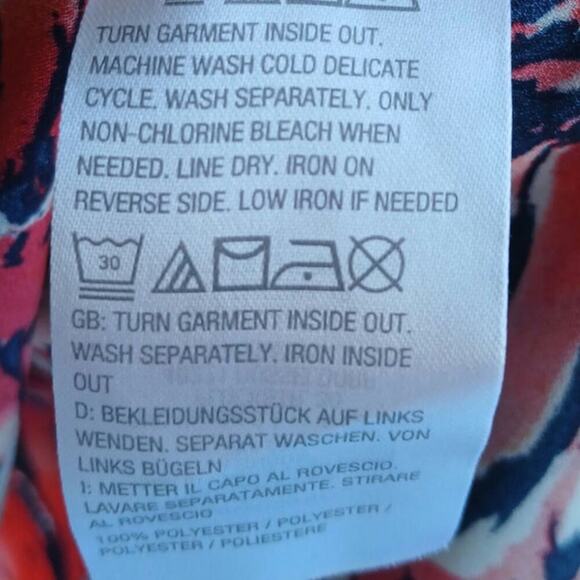 TURN GARMENT INSIDE OUT.
MACHINE WASH COLD DELICATE
CYCLE. WASH SEPARATELY. ONLY
NON-CHLORINE BLEACH WHEN
NEEDED. LINE DRY. IRON ON
REVERSE SIDE. LOW IRON IF NEEDED
30
GB: TURN GARMENT INSIDE OUT.
WASH SEPARATELY. IRON INSIDE
OUT
D: BEKLEIDUNGSSTÜCK AUF LINKS
WENDEN. SEPARAT WASCHEN. VON
LINKS BÜGELN
I: METTER IL CAPO AL ROVESCIO.
LAVARE SEPARATAMENTE. STIRARE
AL ROVESCIO
100% POLYESTER / POLYESTER /
POLYESTER / POLIESTERE